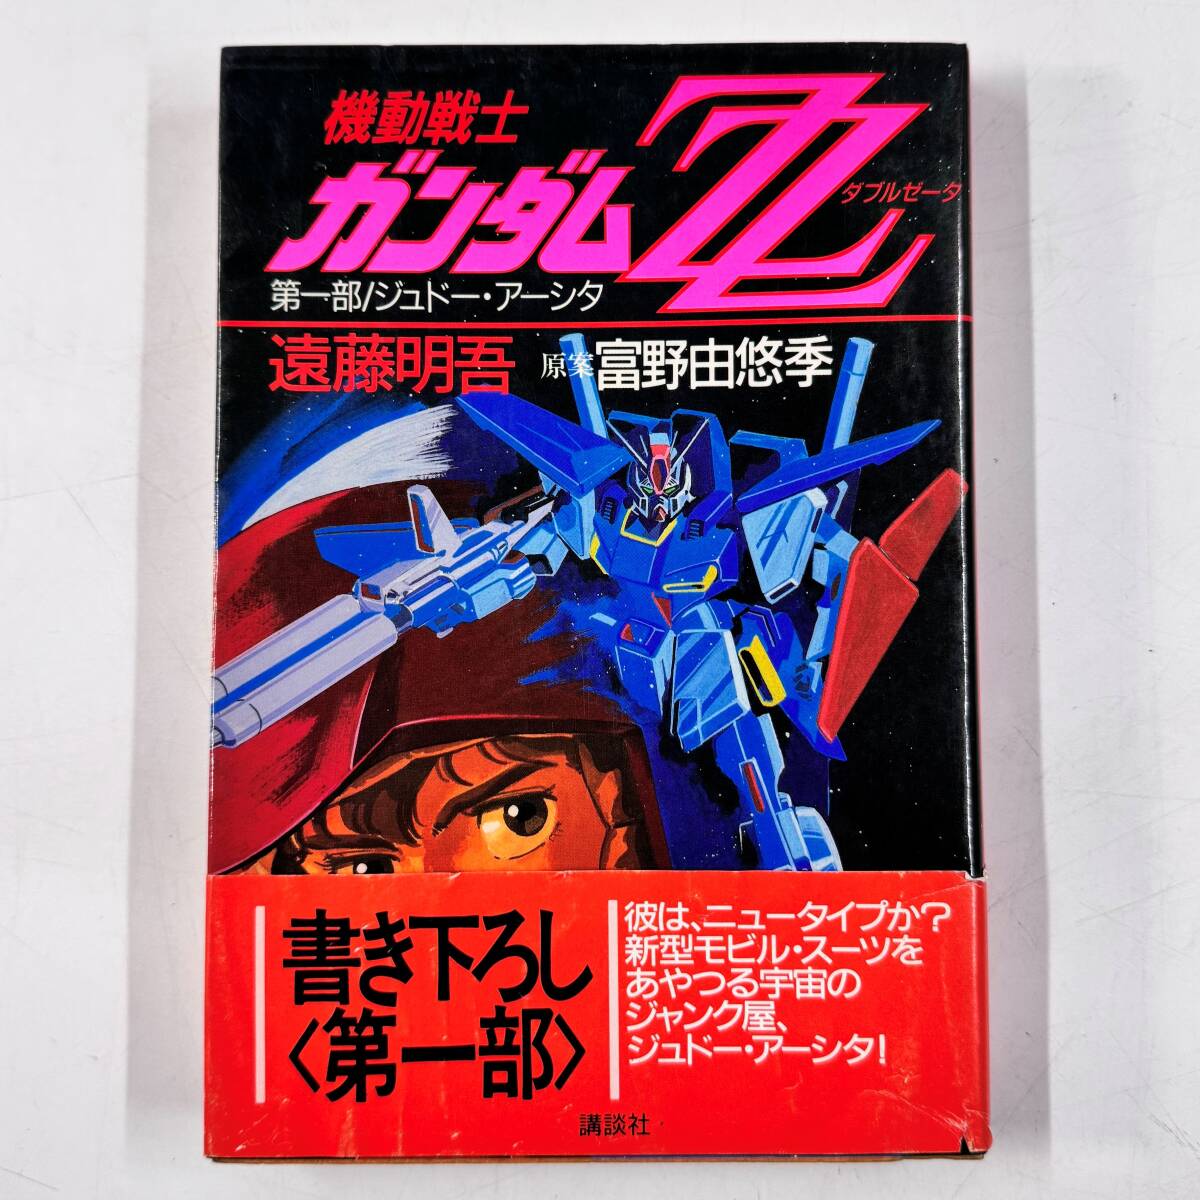 機動戦士
ガンダムZZ
ダブルゼータ
第一部/ジュドー・アーシタ
遠藤明吾 原案 富野由悠季
書き下ろし
〈第一部〉
彼は、ニュータイプか?
新型モビル・スーツを
あやつる宇宙の
ジャンク屋、
ジュドー・アーシタ!
講談社